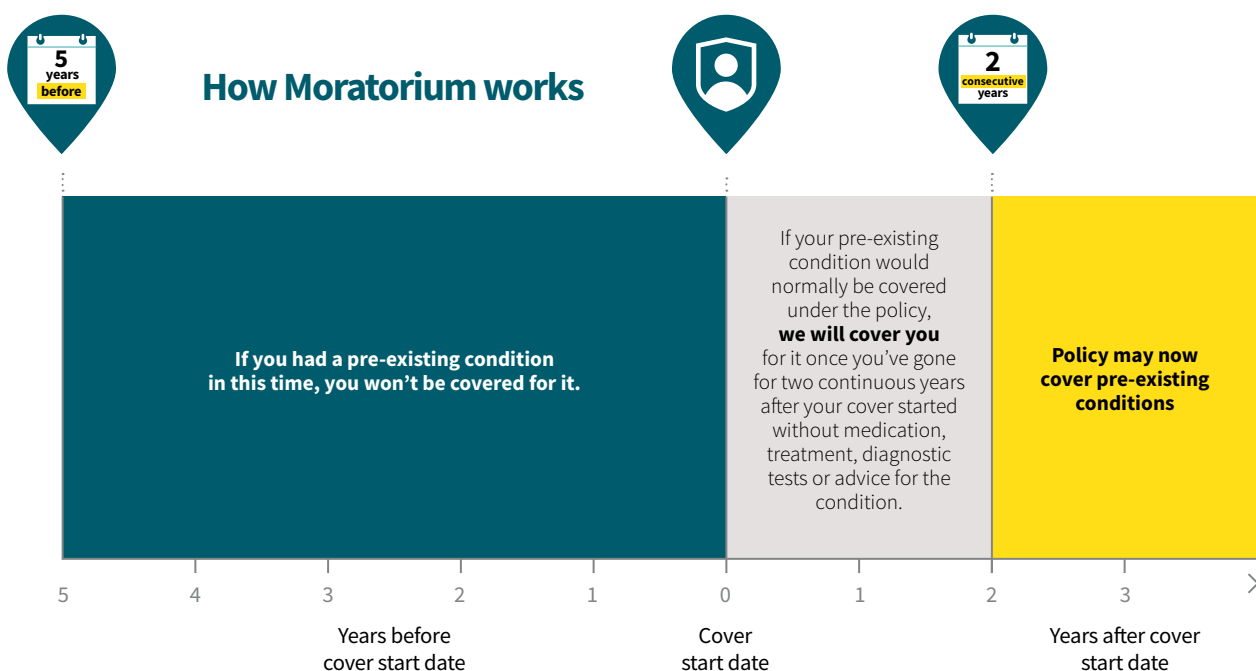 5
years
before
How Moratorium works
2
consecutive
years
If you had a pre-existing condition
in this time, you won’t be covered for it.
If your pre-existing
condition would
normally be covered
under the policy,
we will cover you
for it once you’ve gone
for two continuous years
after your cover started
without medication,
treatment, diagnostic
tests or advice for the
condition.
Policy may now
cover pre-existing
conditions
5 4 3 2 1 0 1 2 3
Years before
cover start date
Cover
start date
Years after cover
start date